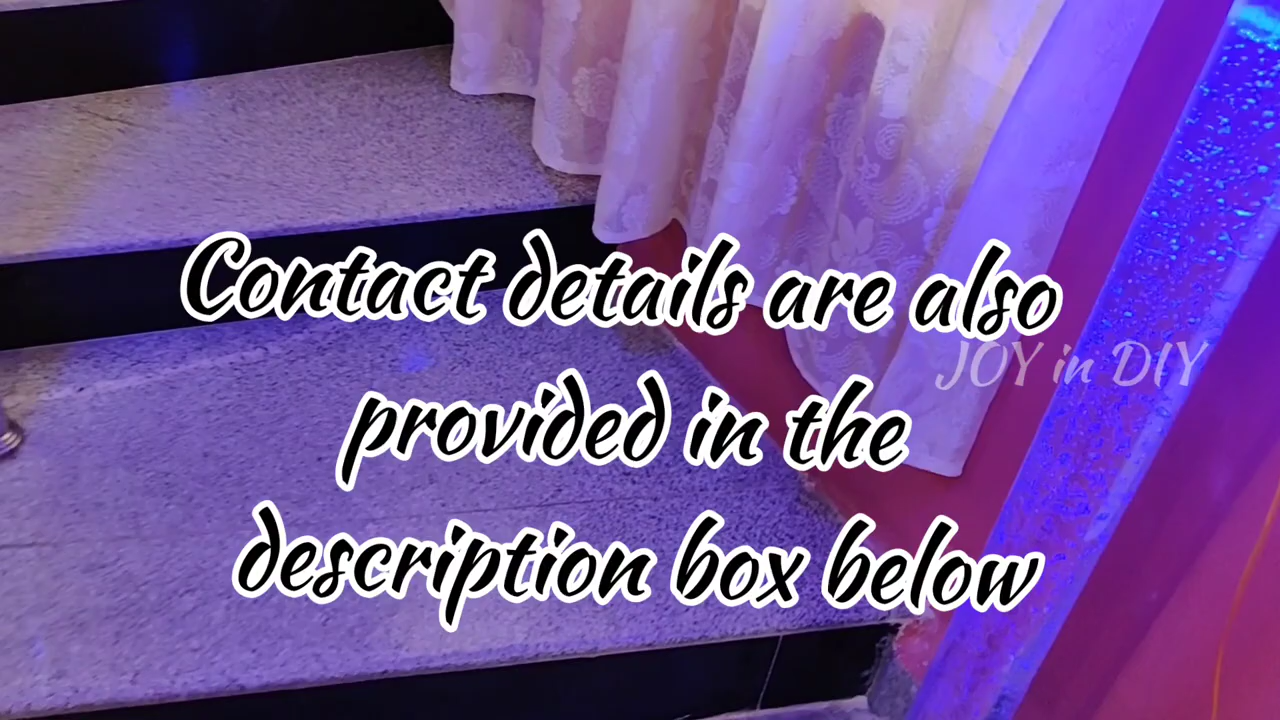 Contact details are also
JOY in DIY
provided in the
description box below